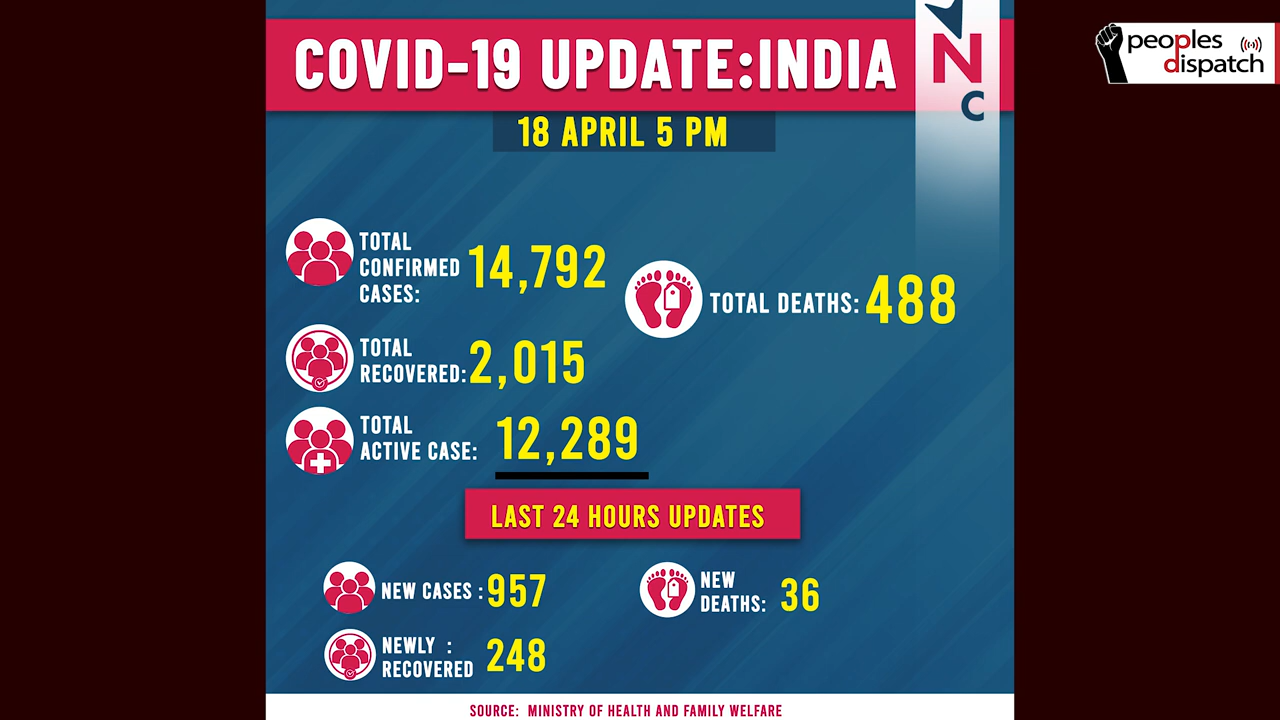 COVID-19 UPDATE:INDIA
N
C
peoples
dispatch
18 APRIL 5 PM
TOTAL
CONFIRMED
CASES:
14,792
TOTAL DEATHS: 488
TOTAL
RECOVERED:
2,015
TOTAL
ACTIVE CASE:
12,289
LAST 24 HOURS UPDATES
NEW CASES : 957
NEW
DEATHS:
36
NEWLY :
RECOVERED
248
SOURCE: MINISTRY OF HEALTH AND FAMILY WELFARE